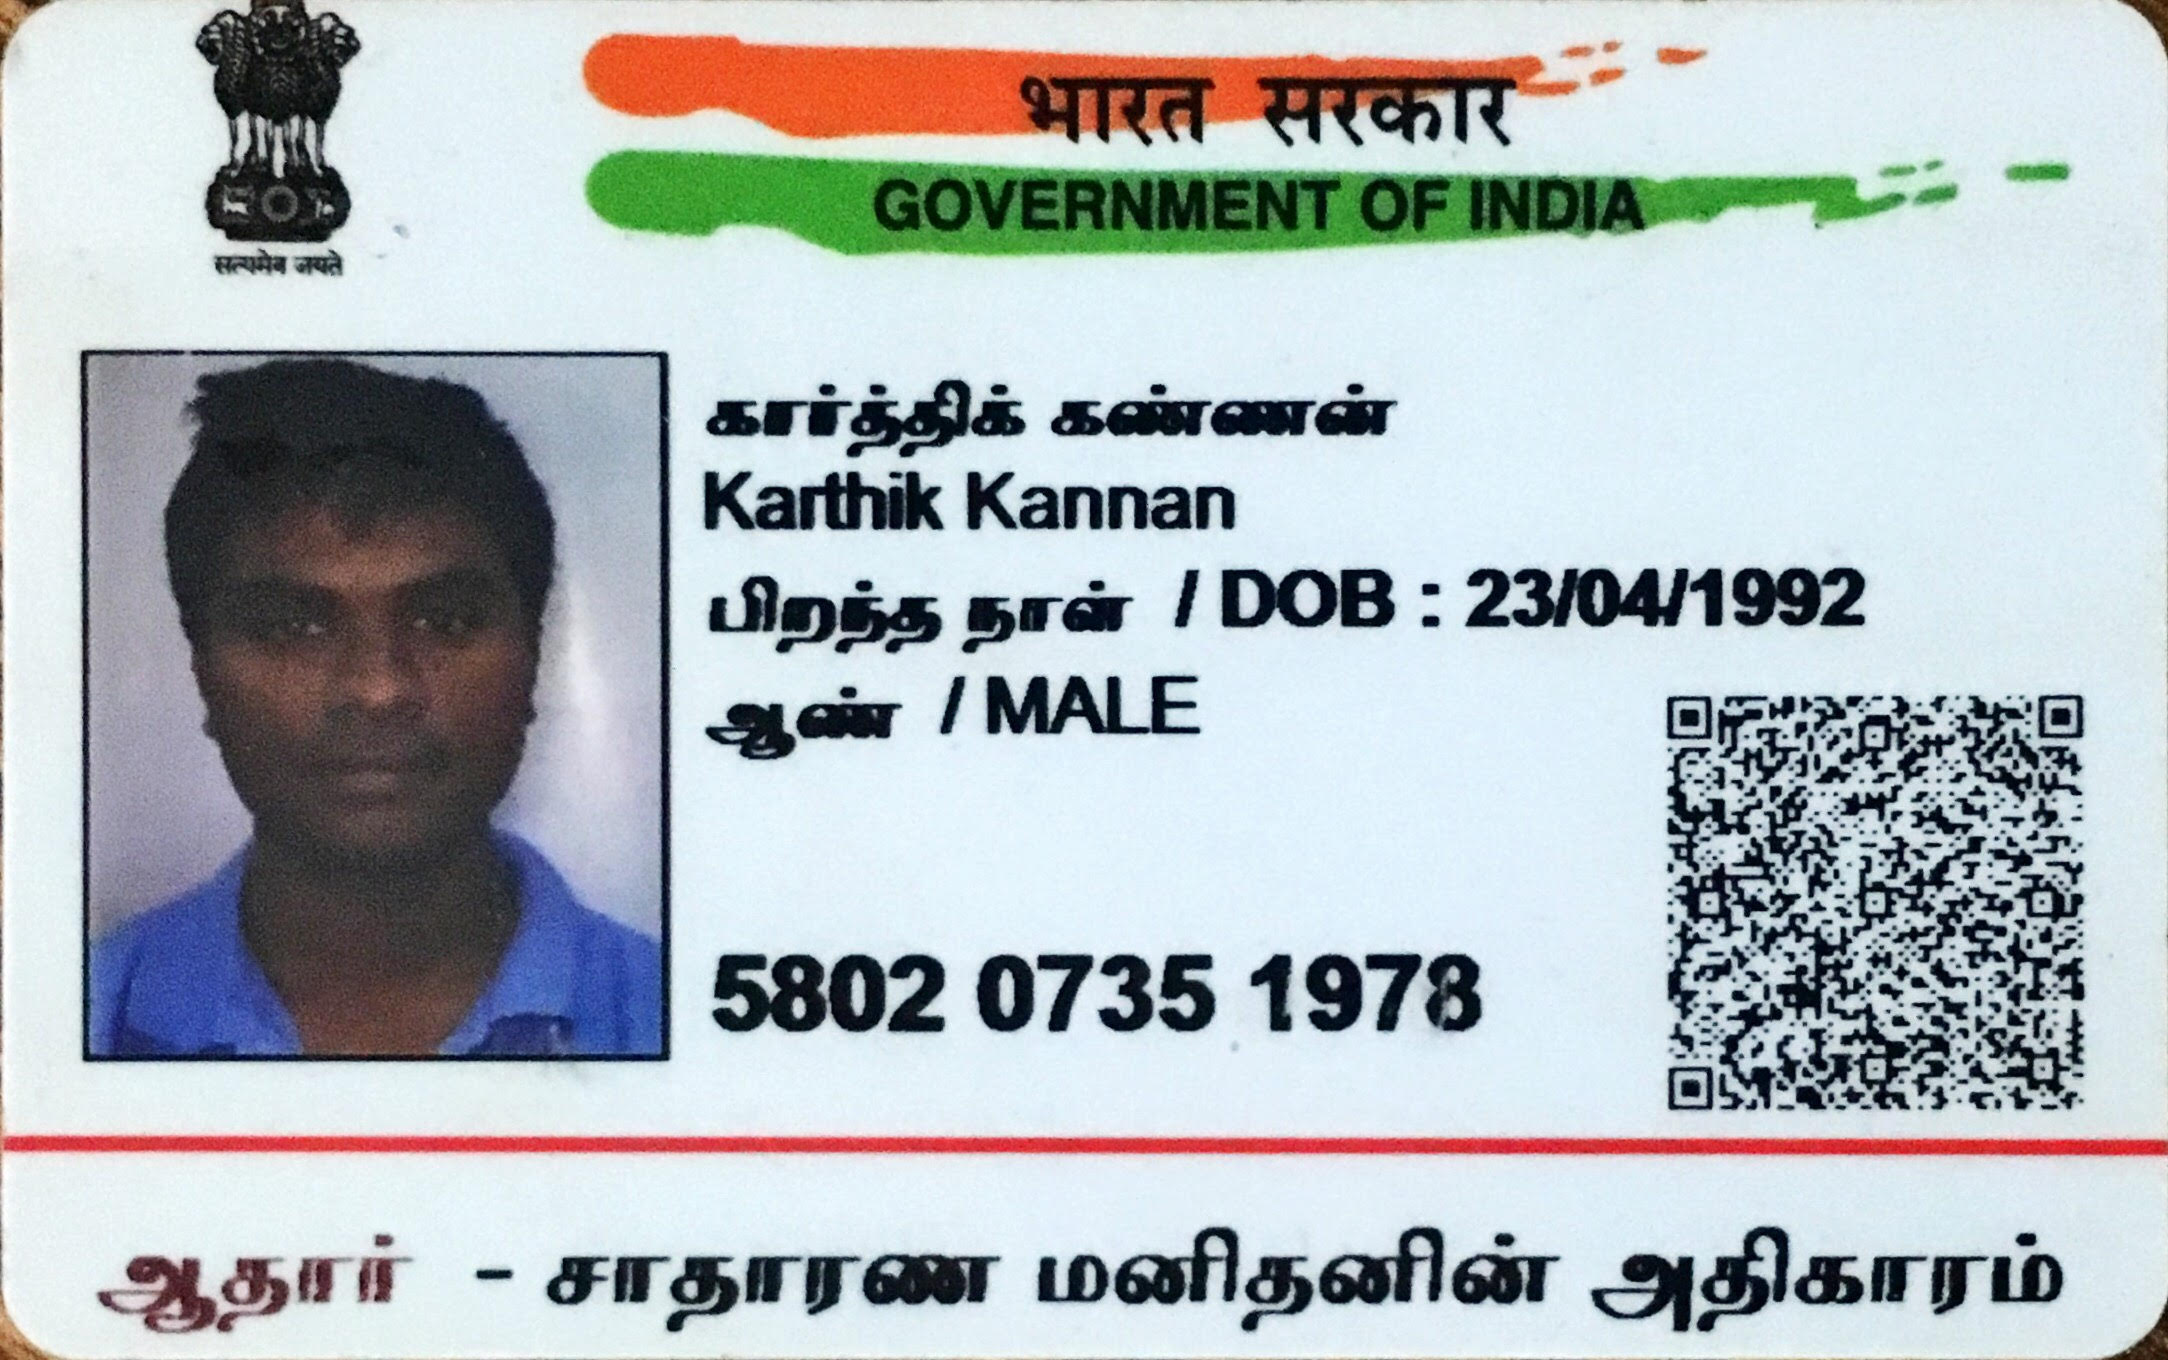 भारत सरकार
GOVERNMENT OF INDIA
सत्यमेव जयते
கார்த்திக் கண்ணன்
Karthik Kannan
பிறந்த நாள் / DOB : 23/04/1992
ஆண் / MALE
5802 0735 1978
ஆதார் - சாதாரண மனிதனின் அதிகாரம்